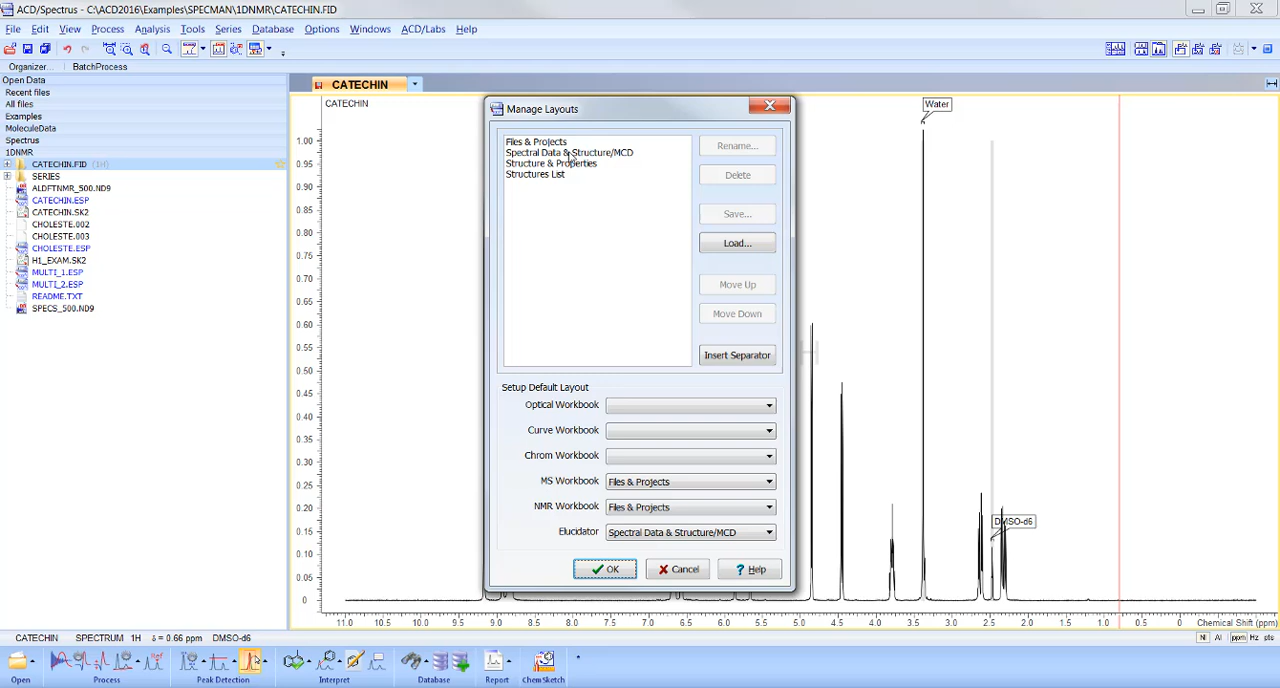 ACD/Spectrus - C:\ACD2016\Examples\SPECMAN\1DNMR\CATECHIN.FID
File Edit View Process Analysis Tools Series Database Options Windows ACD/Labs Help
Organizer... BatchProcess
Open Data
Recent files
All files
Examples
MoleculeData
Spectrus
1DNMR
CATECHIN.FID (1H)
SERIES
ALDFTNMR_500.ND9
CATECHIN.ESP
CATECHIN.SK2
CHOLESTE.002
CHOLESTE.003
CHOLESTE.ESP
H1_EXAM.SK2
MULTI_1.ESP
MULTI_2.ESP
README.TXT
SPECS_500.ND9
CATECHIN
CATECHIN
Water
1.00
0.95
0.90
0.85
0.80
0.75
0.70
0.65
0.60
0.55
0.50
0.45
0.40
0.35
0.30
0.25
0.20
0.15
0.10
0.05
0
DMSO-d6
Manage Layouts
Files & Projects
Spectral Data & Structure/MCD
Structure & Properties
Structures List
Rename...
Delete
Save...
Load...
Move Up
Move Down
Insert Separator
Setup Default Layout
Optical Workbook
Curve Workbook
Chrom Workbook
MS Workbook Files & Projects
NMR Workbook Files & Projects
Elucidator Spectral Data & Structure/MCD
OK Cancel Help
11.0 10.5 10.0 9.5 9.0 8.5 8.0 7.5 7.0 6.5 6.0 5.5 5.0 4.5 4.0 3.5 3.0 2.5 2.0 1.5 1.0 0.5 0 Chemical Shift (ppm)
CATECHIN SPECTRUM 1H δ = 0.66 ppm DMSO-d6
NI AI ppm Hz pts
Open Process Peak Detection Interpret Database Report ChemSketch